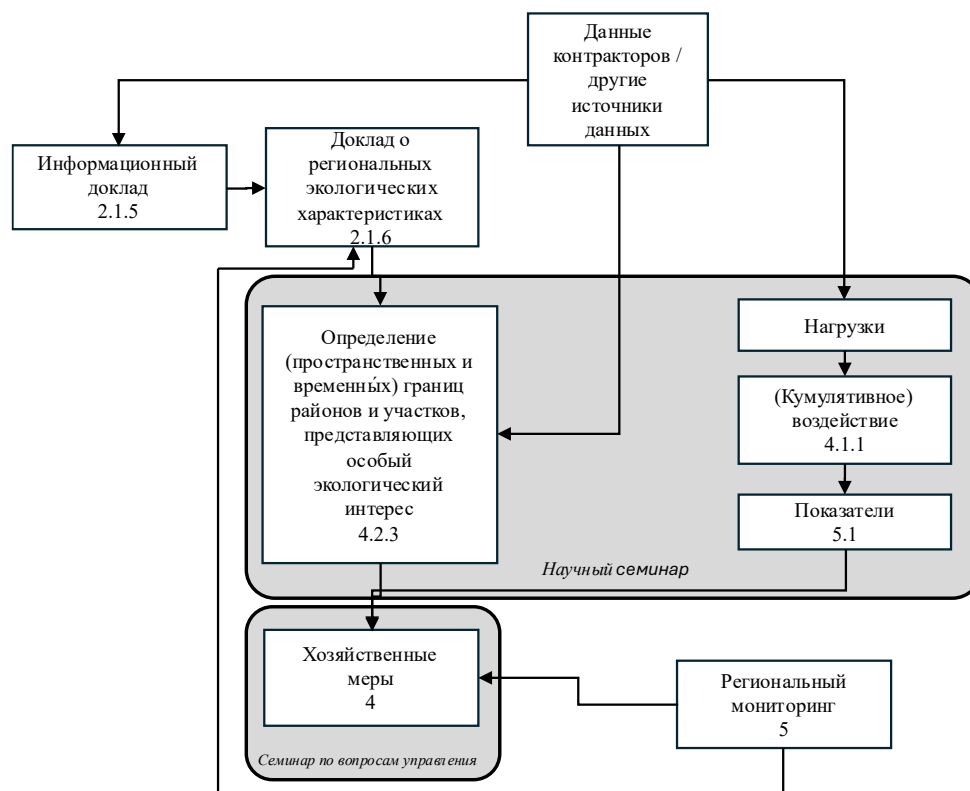 Данные
контракторов /
другие
источники
данных
Информационный
доклад
2.1.5
Доклад о
региональных
экологических
характеристиках
2.1.6
Определение
(пространственных и
временны́х) границ
районов и участков,
представляющих
особый
экологический
интерес
4.2.3
Нагрузки
(Кумулятивное)
воздействие
4.1.1
Показатели
5.1
Научный семинар
Хозяйственные
меры
4
Семинар по вопросам управления
Региональный
мониторинг
5